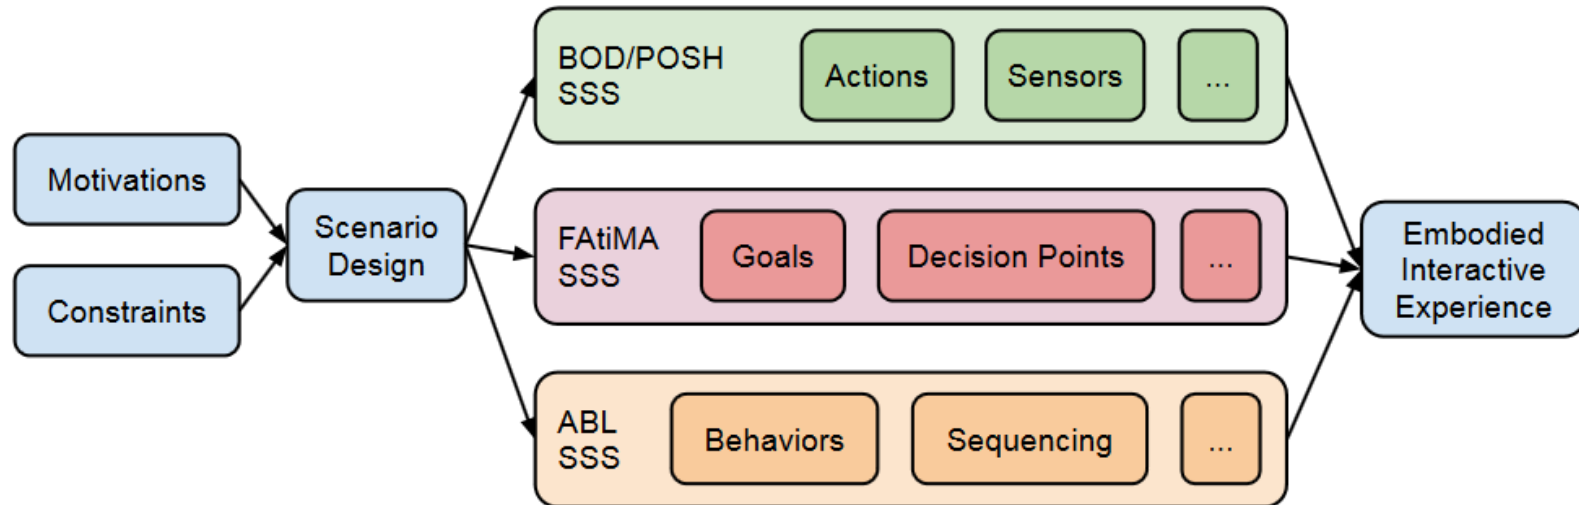 Motivations
Constraints
Scenario
Design
BOD/POSH
SSS
Actions
Sensors
...
FAtiMA
SSS
Goals
Decision Points
...
ABL
SSS
Behaviors
Sequencing
...
Embodied
Interactive
Experience